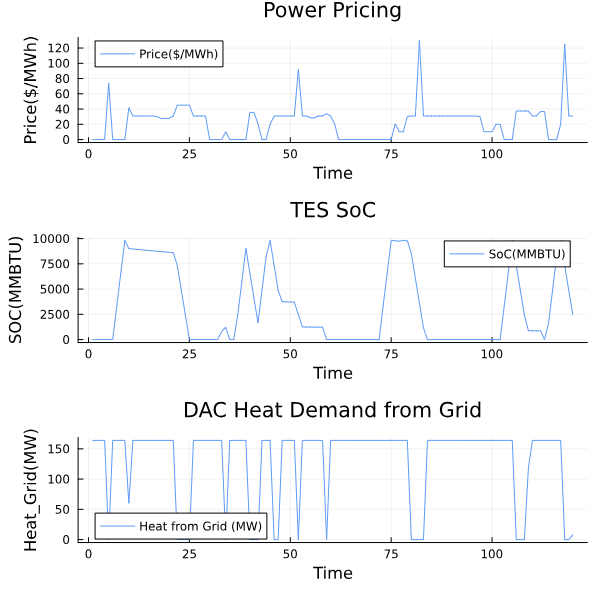 Power Pricing
Price($/MWh)
120
100
80
60
40
20
0
Price($/MWh)
0 25 50 75 100
Time
TES SoC
SOC(MMBTU)
10000
7500
5000
2500
0
SoC(MMBTU)
0 25 50 75 100
Time
DAC Heat Demand from Grid
Heat_Grid(MW)
150
100
50
0
Heat from Grid (MW)
0 25 50 75 100
Time